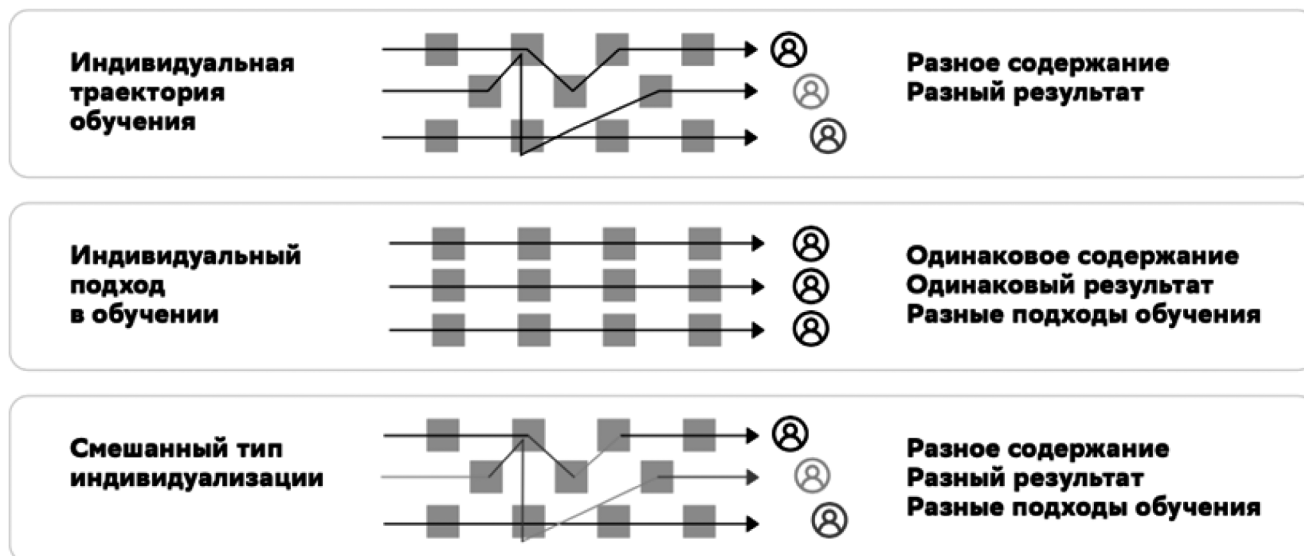 Индивидуальная
траектория
обучения
Разное содержание
Разный результат
Индивидуальный
подход
в обучении
Одинаковое содержание
Одинаковый результат
Разные подходы обучения
Смешанный тип
индивидуализации
Разное содержание
Разный результат
Разные подходы обучения